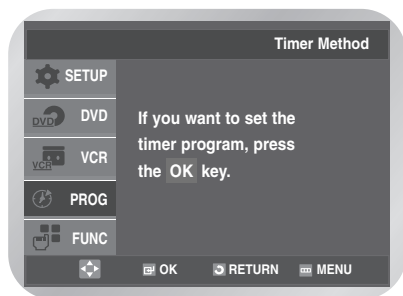 Timer Method
SETUP
DVD DVD
VCR VCR
PROG
FUNC
If you want to set the
timer program, press
the OK key.
OK RETURN MENU